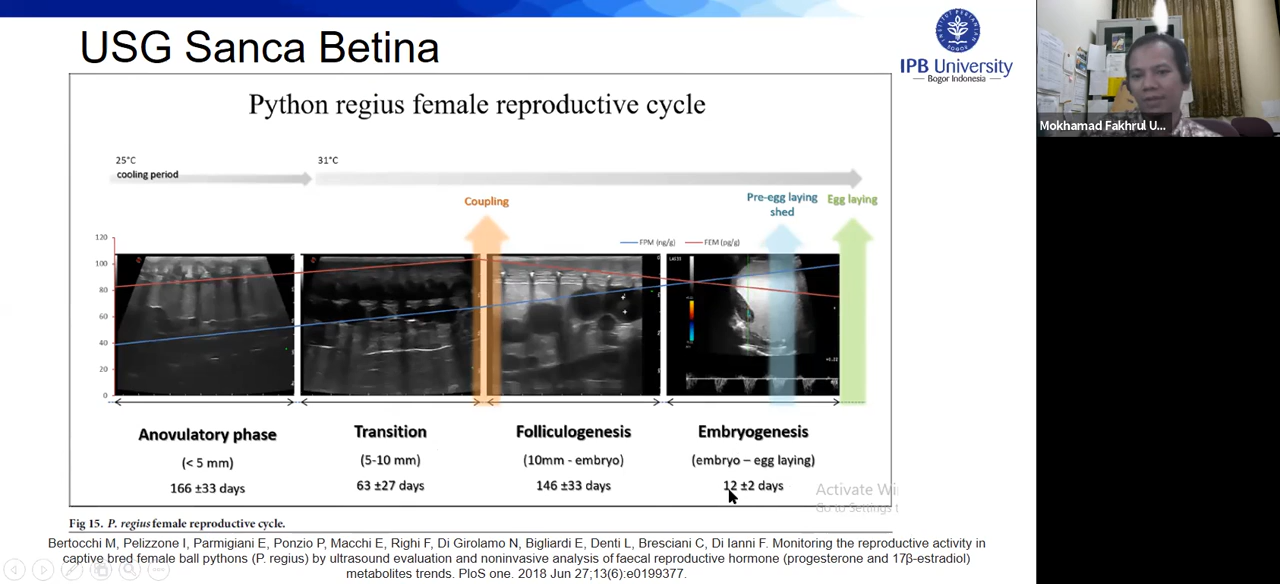 USG Sanca Betina
IPB University
Bogor Indonesia
Mokhamad Fakhrul U...
Python regius female reproductive cycle
25°C
cooling period
31°C
Coupling
Pre-egg laying
shed
Egg laying
FPM (ng/g)
FEM (pg/g)
120
100
80
60
40
20
0
Anovulatory phase
(< 5 mm)
166 ±33 days
Transition
(5-10 mm)
63 ±27 days
Folliculogenesis
(10mm - embryo)
146 ±33 days
Embryogenesis
(embryo – egg laying)
12 ±2 days
Activate Wi
Go to Settings t
Fig 15. P. regius female reproductive cycle.
Bertocchi M, Pelizzone I, Parmigiani E, Ponzio P, Macchi E, Righi F, Di Girolamo N, Bigliardi E, Denti L, Bresciani C, Di Ianni F. Monitoring the reproductive activity in
captive bred female ball pythons (P. regius) by ultrasound evaluation and noninvasive analysis of faecal reproductive hormone (progesterone and 17β-estradiol)
metabolites trends. PloS one. 2018 Jun 27;13(6):e0199377.